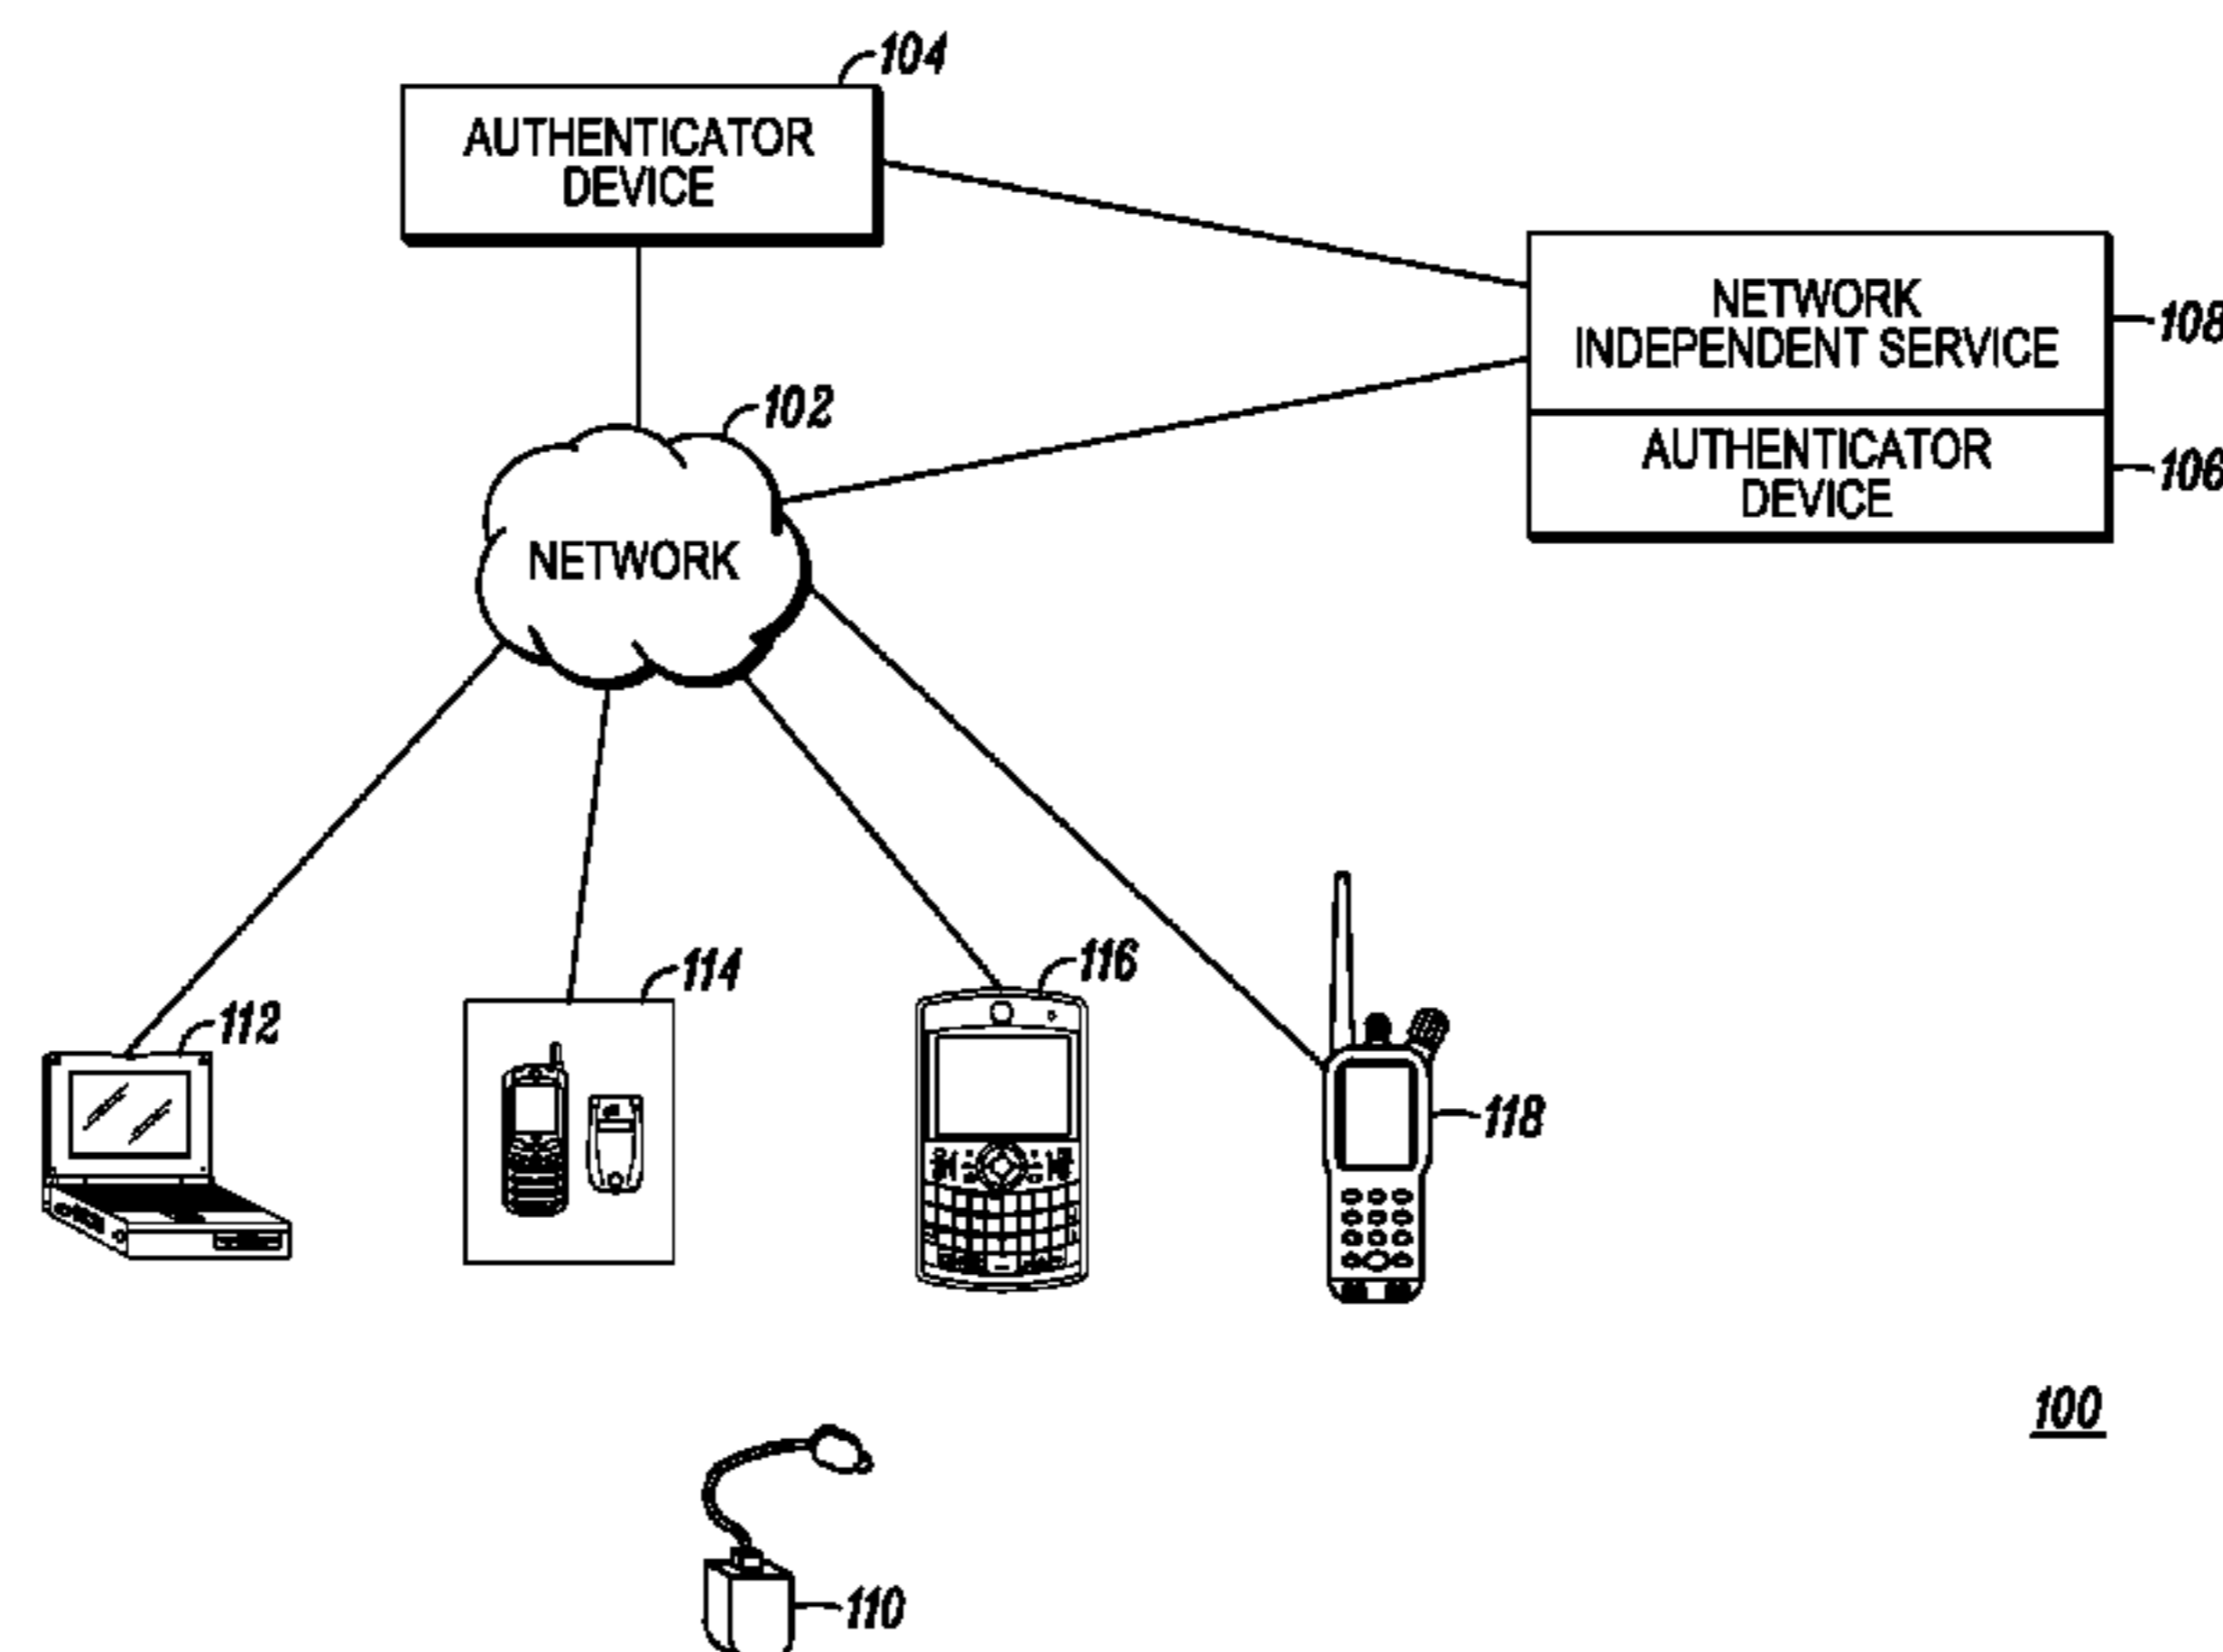 104
AUTHENTICATOR
DEVICE
NETWORK
INDEPENDENT SERVICE
108
102
AUTHENTICATOR
DEVICE
106
NETWORK
114
116
112
118
100
110